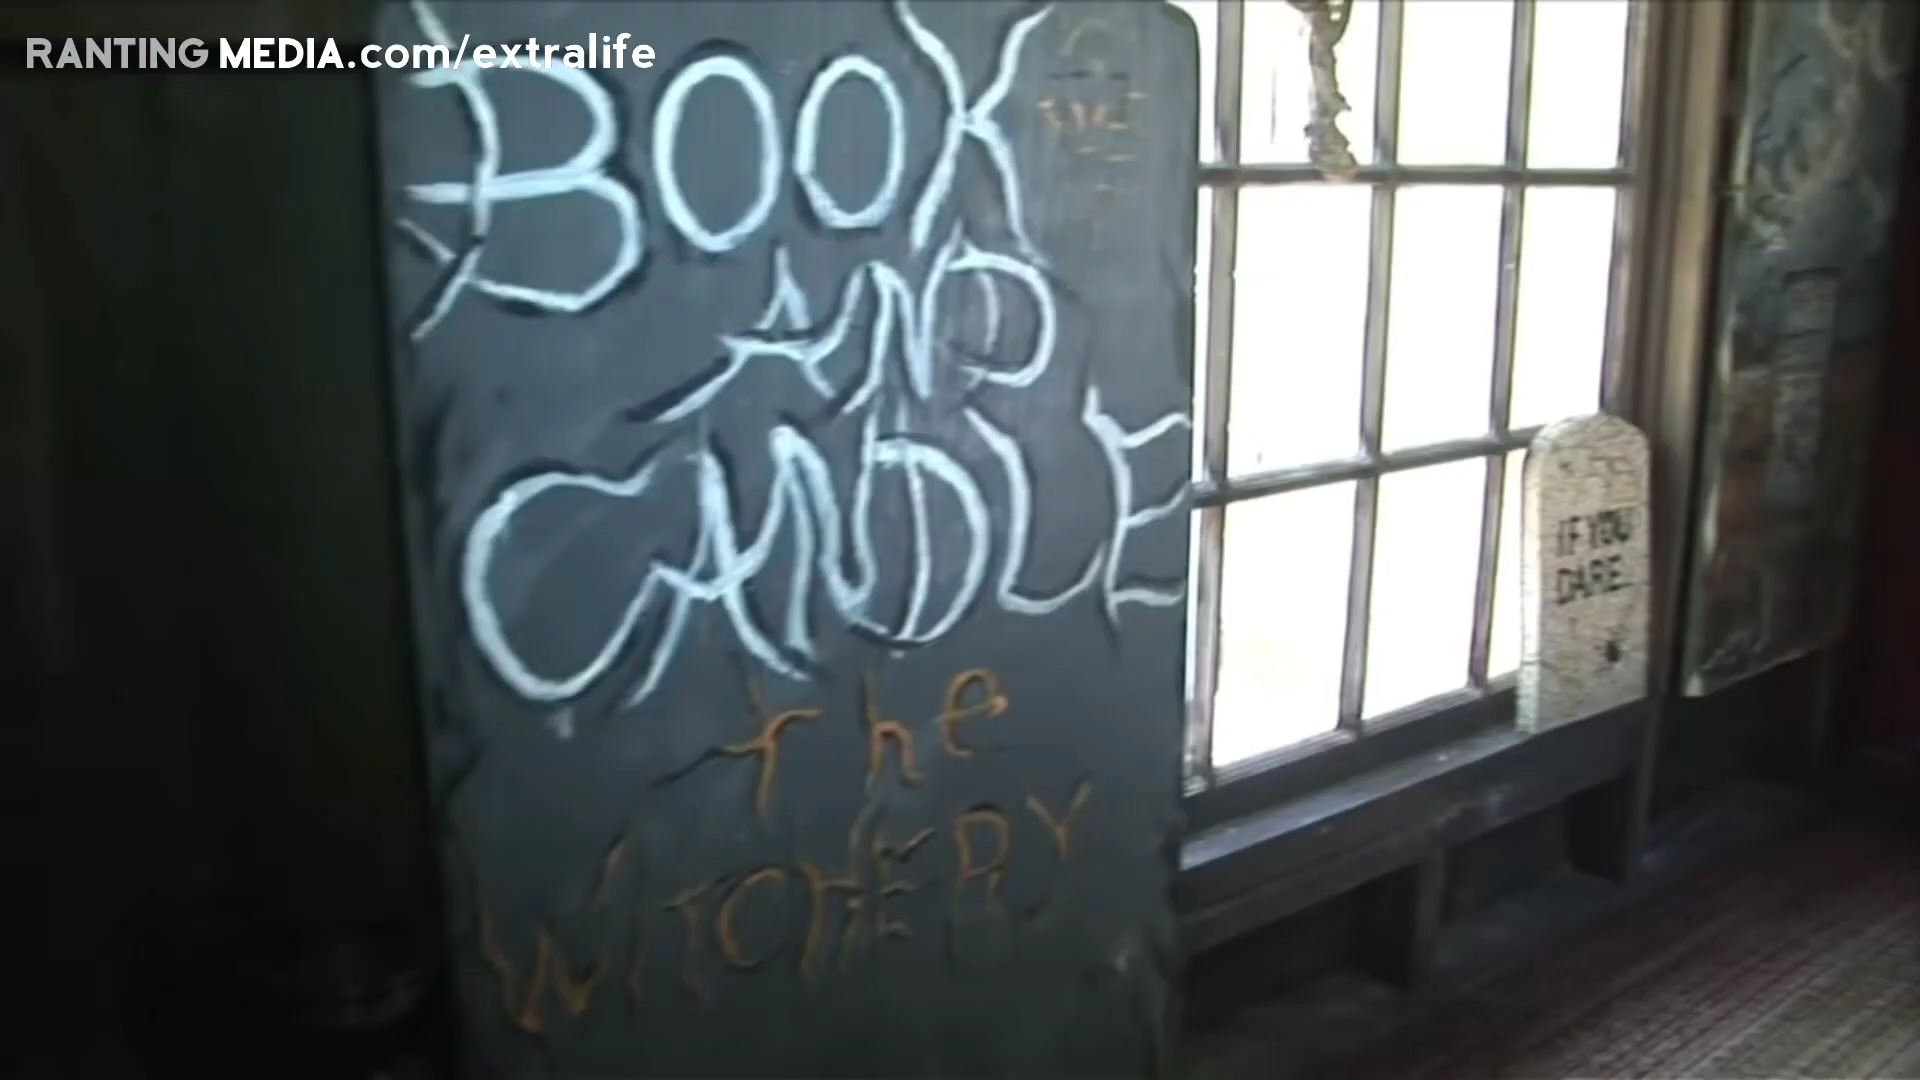 RANTING MEDIA.com/extralife
BOOK
AND
CANDLE
the
WITCHERY
IF YOU
DARE